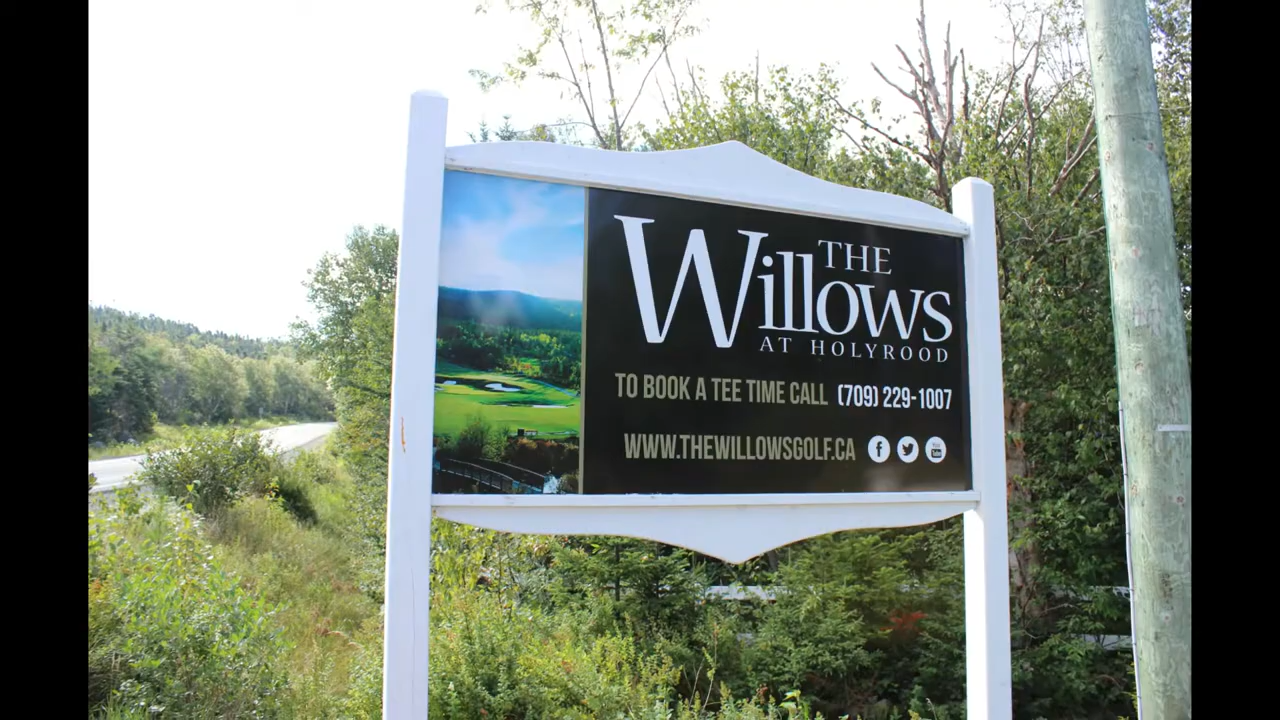 THE
Willows
AT HOLYROOD
TO BOOK A TEE TIME CALL (709) 229-1007
WWW.THEWILLOWSGOLF.CA